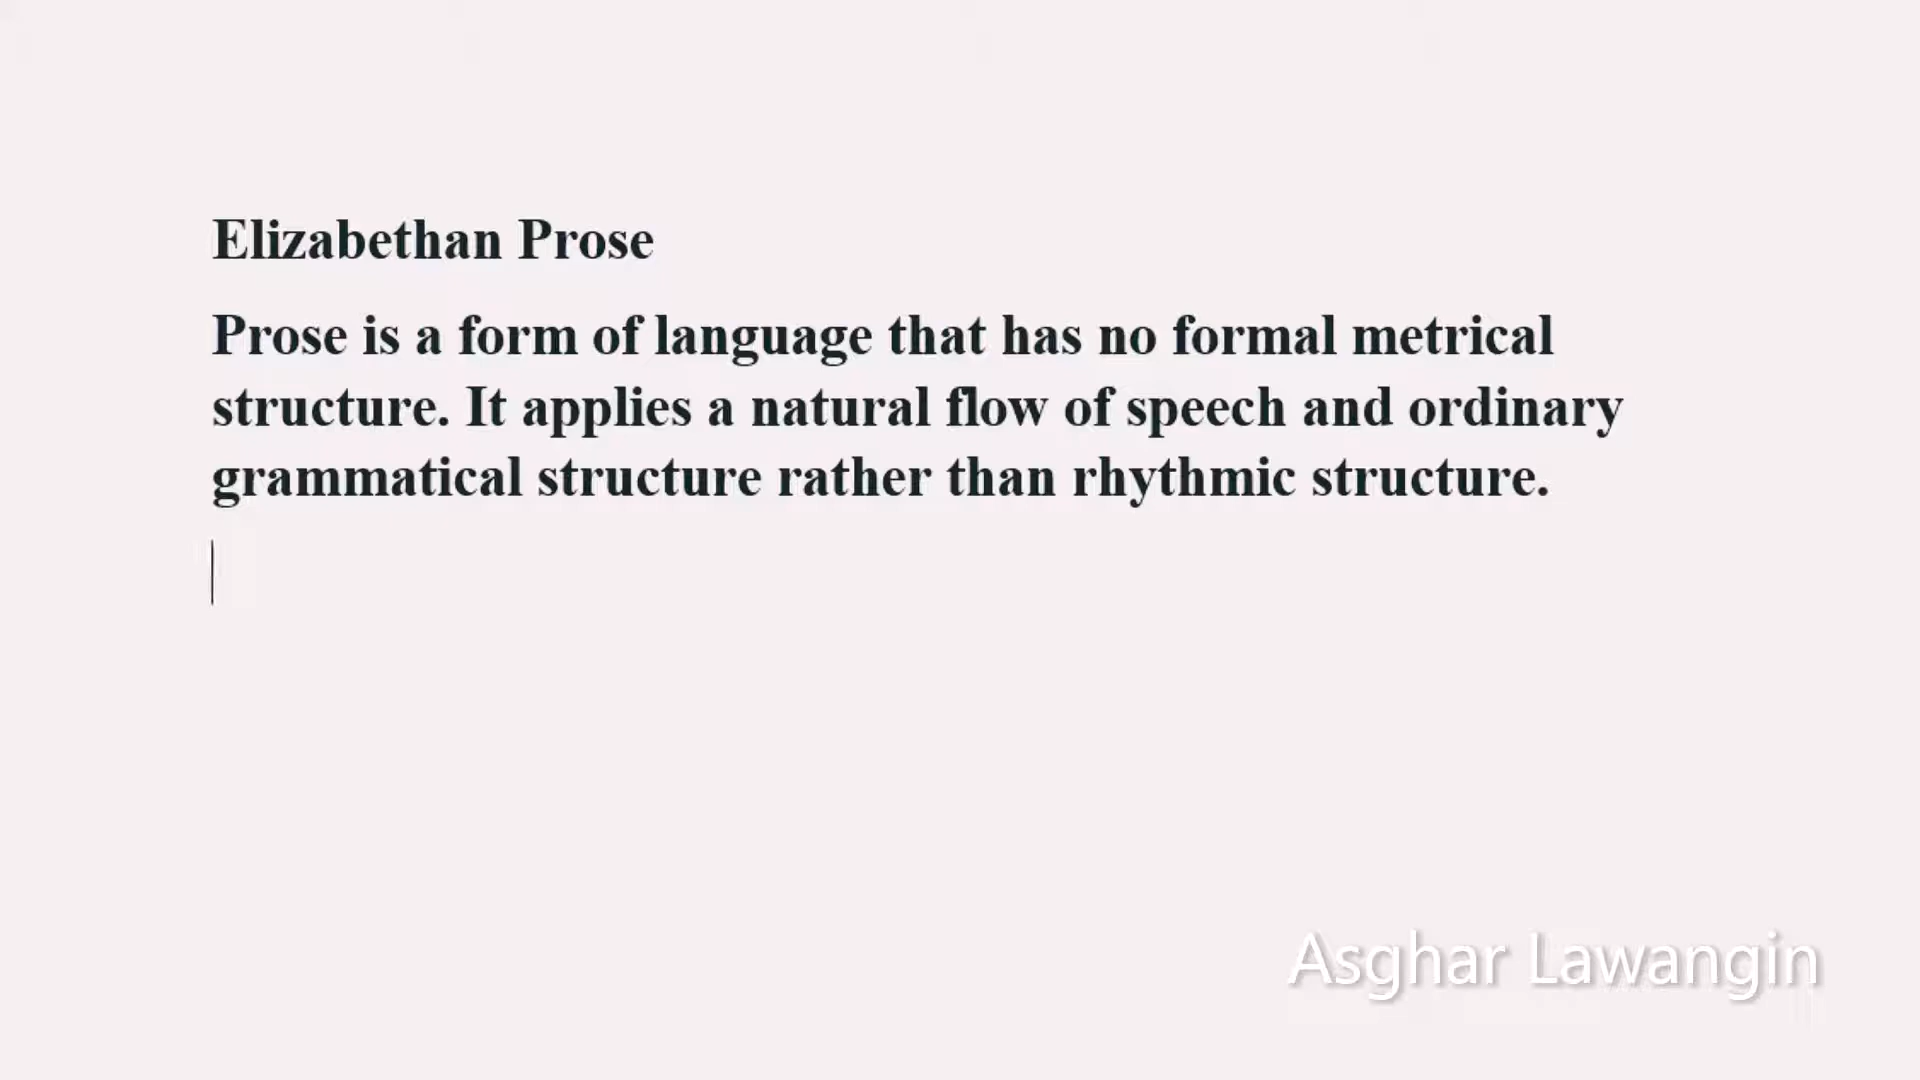 Elizabethan Prose
Prose is a form of language that has no formal metrical
structure. It applies a natural flow of speech and ordinary
grammatical structure rather than rhythmic structure.
Asghar Lawangin